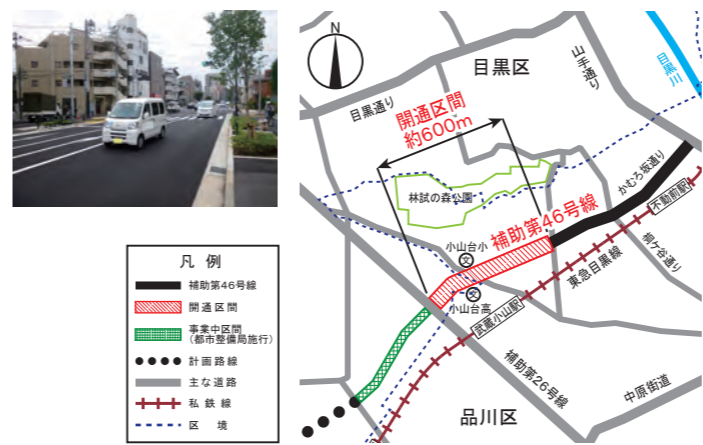 N
目黒区
山手通り
目黒川
目黒通り
開通区間
約600m
かむろ坂通り
林試の森公園
不動前駅
補助第46号線
小山台小
文
桐ケ谷通り
東急目黒線
文
小山台高
武蔵小山駅
補助第26号線
中原街道
品川区
凡例
補助第46号線
開通区間
事業中区間
(都市整備局施行)
計画路線
主な道路
私鉄線
区境